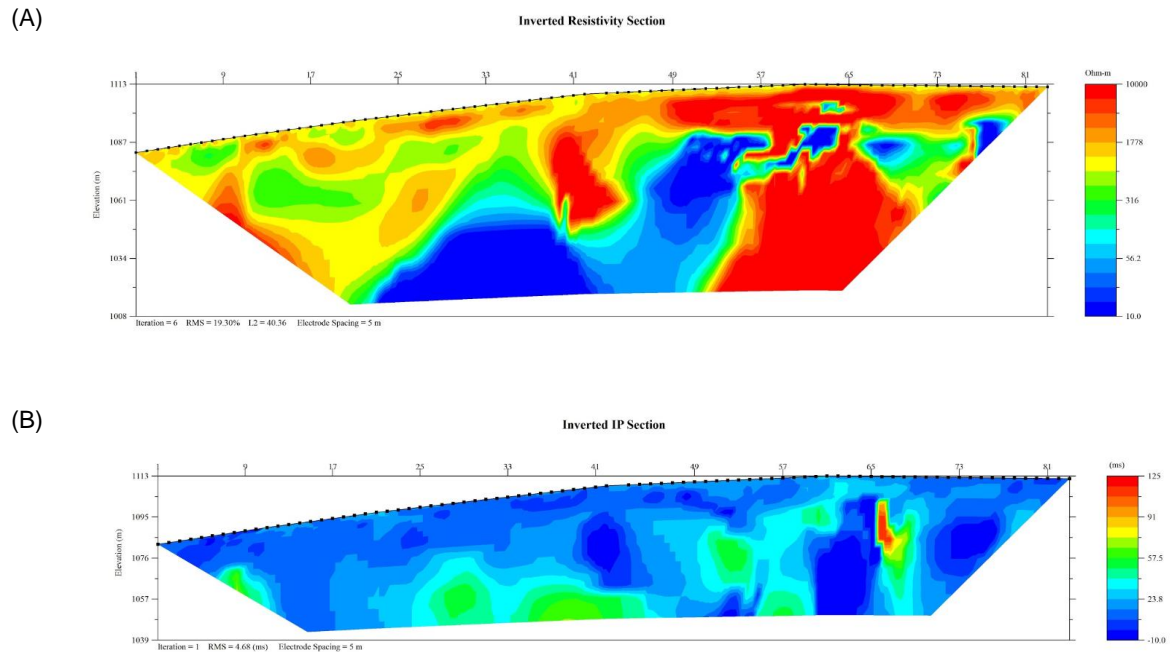 (A)
Inverted Resistivity Section
Ohm-m
1 9 17 25 33 41 49 57 65 73 81
1113 10000
1087 1778
1061 316
Elevation (m)
1034 56.2
1008 10.0
Iteration = 6 RMS = 19.30% L2 = 40.36 Electrode Spacing = 5 m
(B)
Inverted IP Section
1 9 17 25 33 41 49 57 65 73 81 (ms)
1113 125
1095 91
1076 57.5
Elevation (m)
1057 23.8
1039 -10.0
Iteration = 1 RMS = 4.68 (ms) Electrode Spacing = 5 m